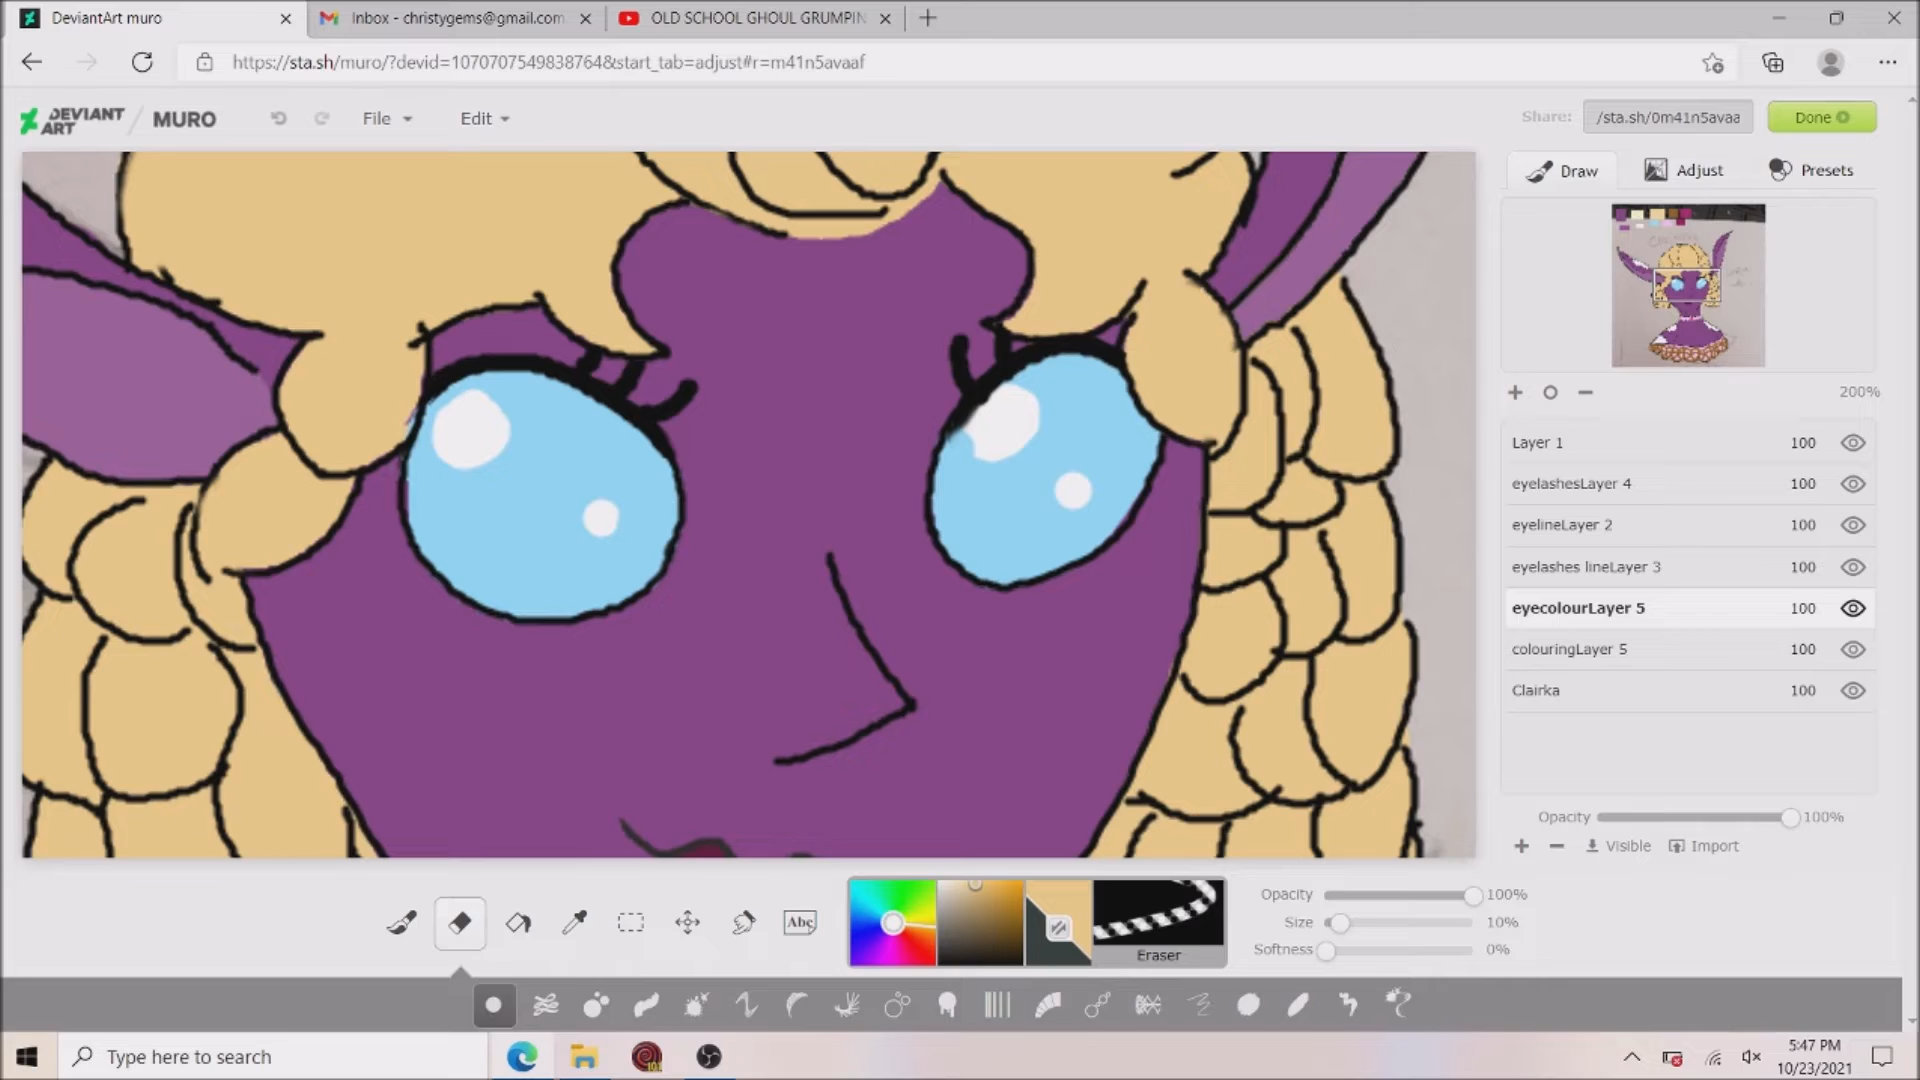 DeviantArt muro
Inbox - christygems@gmail.com
OLD SCHOOL GHOUL GRUMPIN
https://sta.sh/muro/?devid=1070707549838764&start_tab=adjust#r=m41n5avaaf
DEVIANT ART / MURO
File
Edit
Share:
/sta.sh/0m41n5avaa
Done
Draw
Adjust
Presets
200%
Layer 1 100
eyelashesLayer 4 100
eyelineLayer 2 100
eyelashes lineLayer 3 100
eyecolourLayer 5 100
colouringLayer 5 100
Clairka 100
Opacity 100%
Visible
Import
Abc
Eraser
Opacity 100%
Size 10%
Softness 0%
Type here to search
5:47 PM
10/23/2021